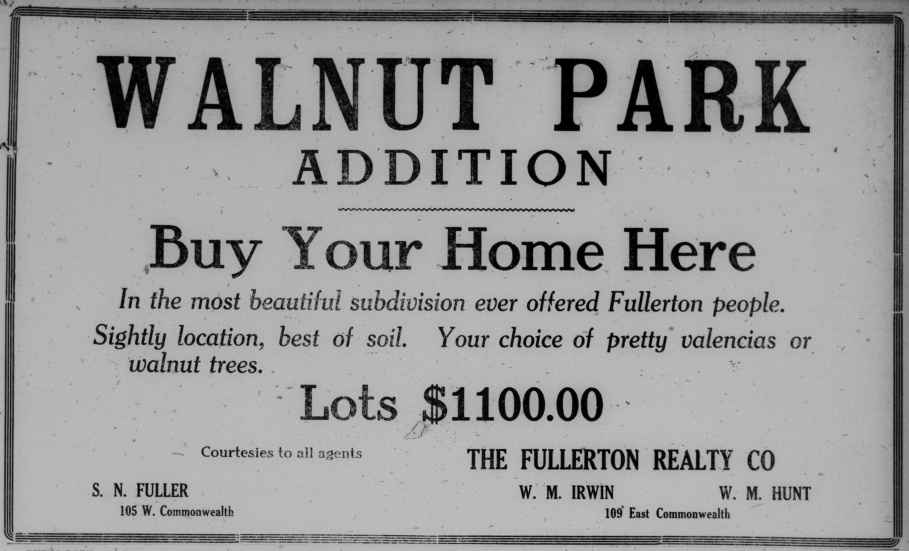 WALNUT PARK
ADDITION
Buy Your Home Here
In the most beautiful subdivision ever offered Fullerton people.
Sightly location, best of soil. Your choice of pretty valencias or
walnut trees.
Lots $1100.00
Courtesies to all agents
THE FULLERTON REALTY CO
S. N. FULLER
W. M. IRWIN W. M. HUNT
105 W. Commonwealth
109 East Commonwealth